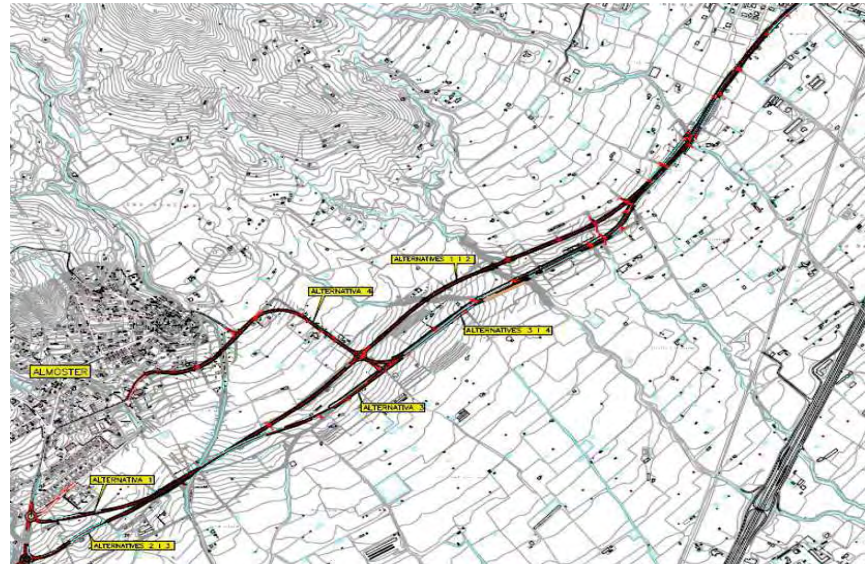 ALTERNATIVES 1 I 2
ALTERNATIVA 4
ALTERNATIVES 3 I 4
ALMOSTER
ALTERNATIVA 3
ALTERNATIVA 1
ALTERNATIVES 2 I 3